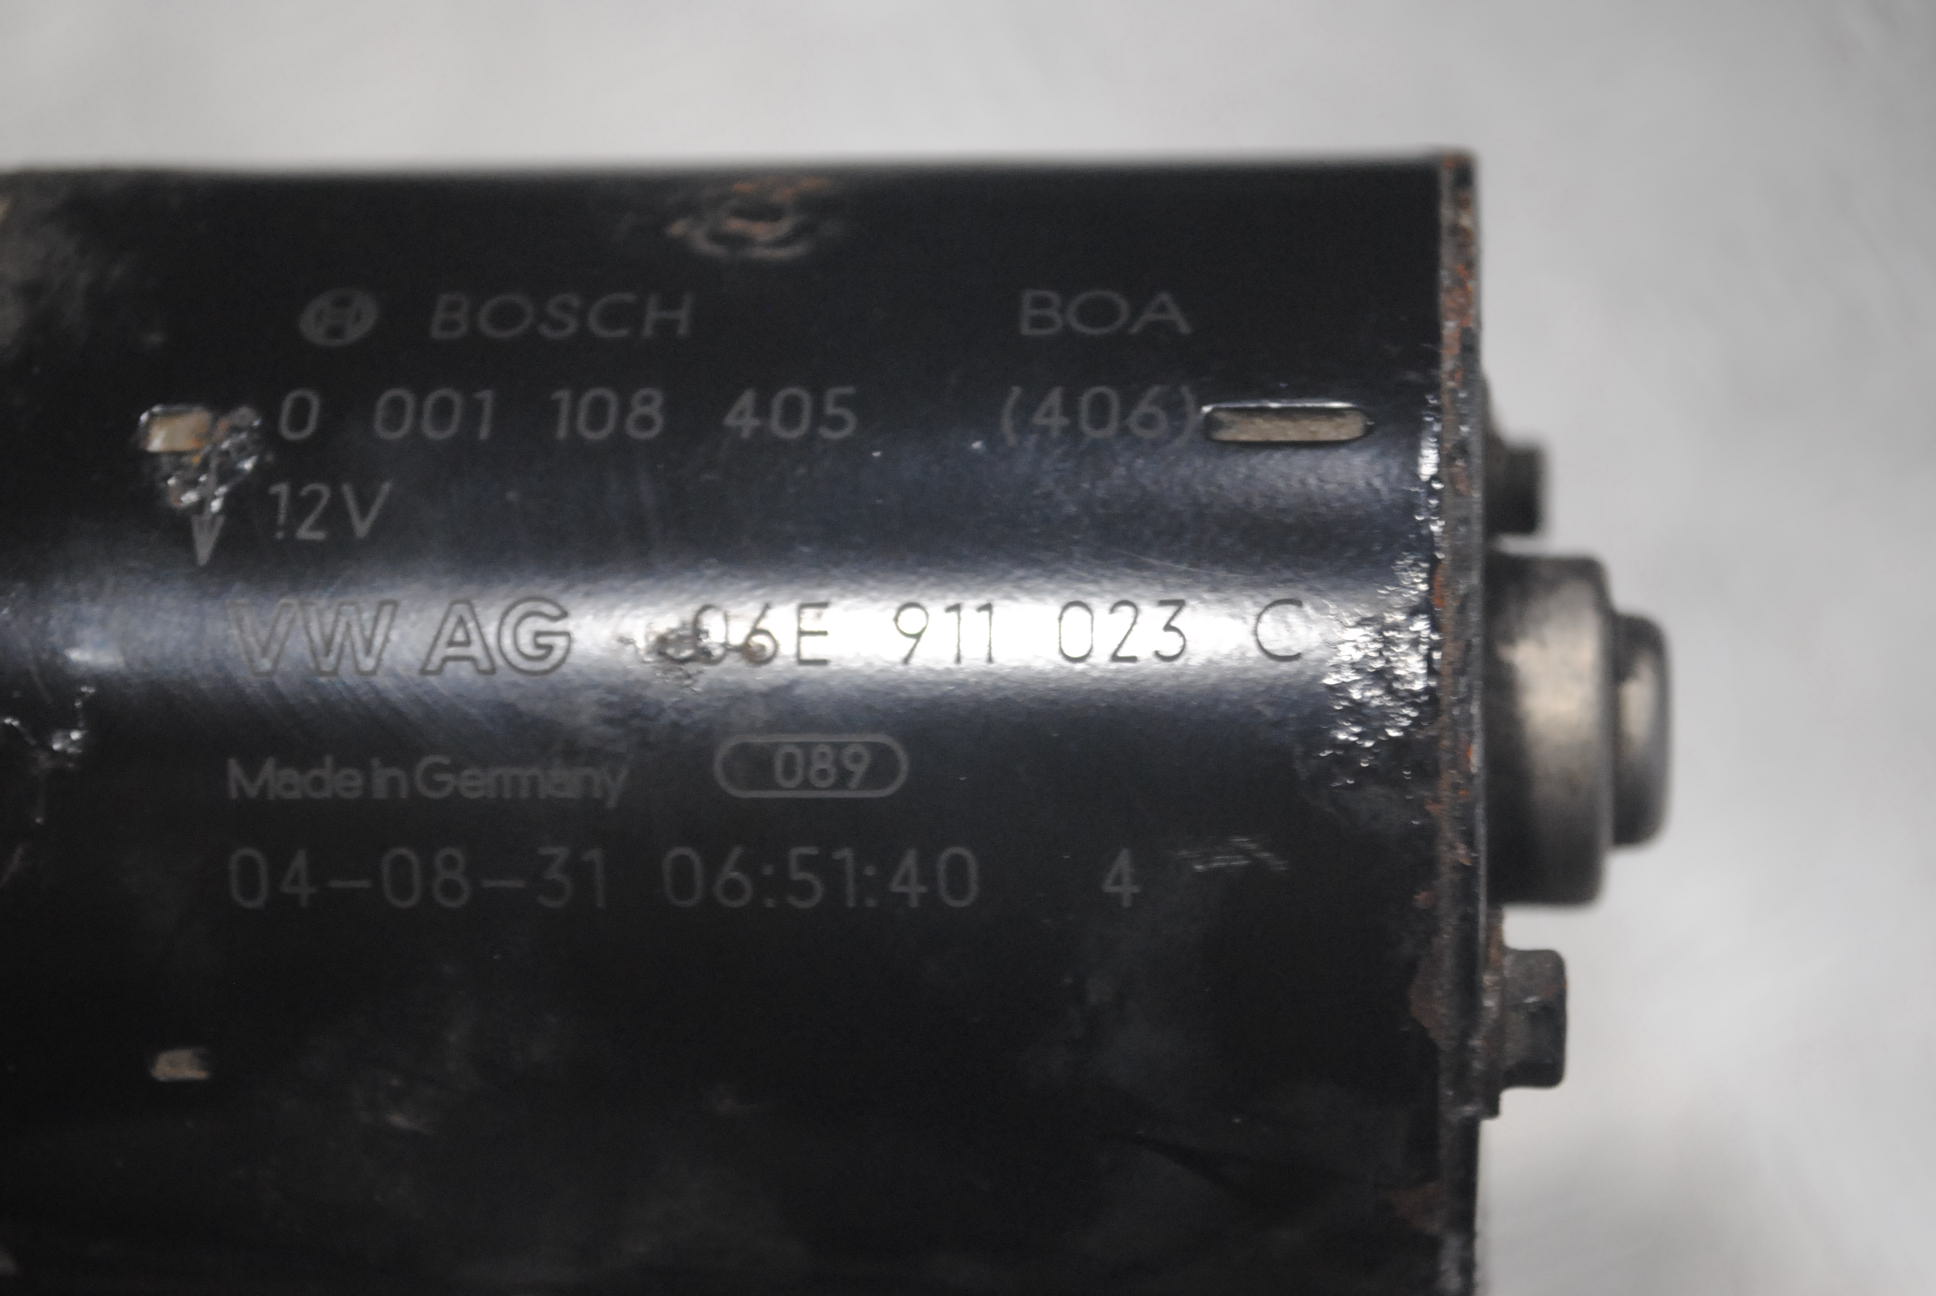 BOSCH BOA
0 001 108 405 (406)
12V
VW AG 06E 911 023 C
Made in Germany 089
04-08-31 06:51:40 4